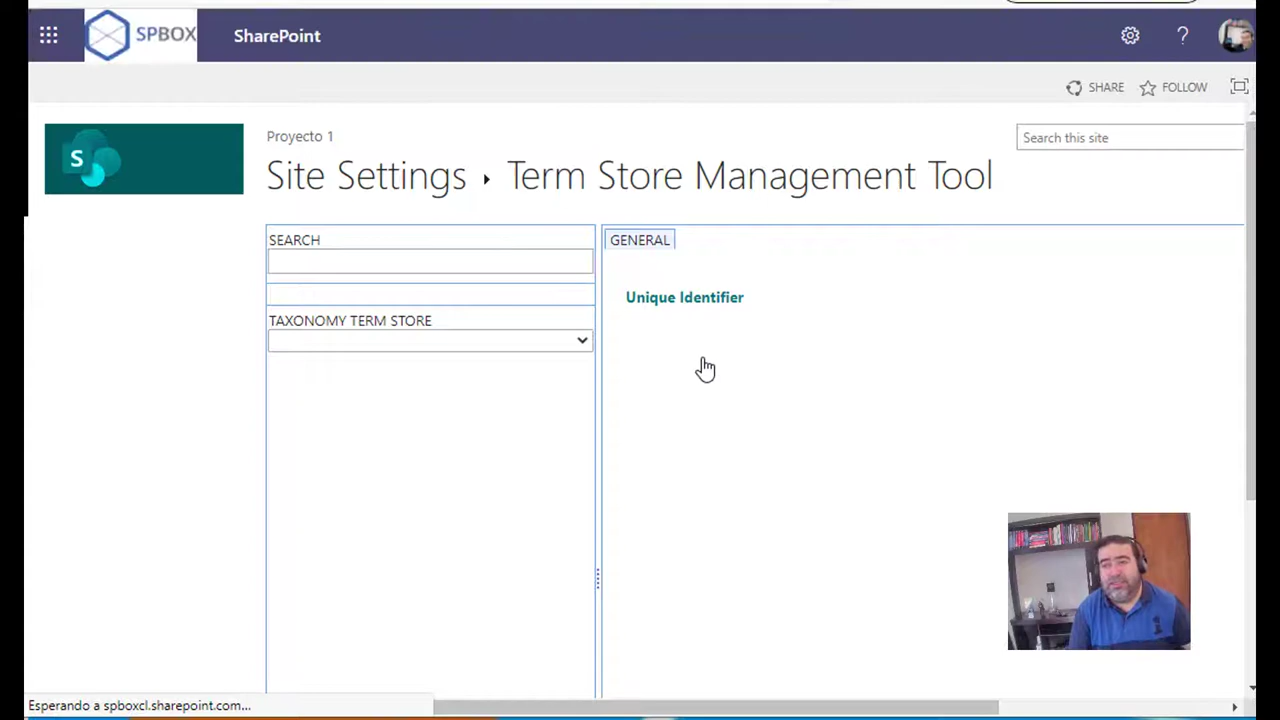 SPBOX
SharePoint
?
SHARE
FOLLOW
S
Proyecto 1
Search this site
Site Settings ▸ Term Store Management Tool
SEARCH
GENERAL
Unique Identifier
TAXONOMY TERM STORE
Esperando a spboxcl.sharepoint.com...